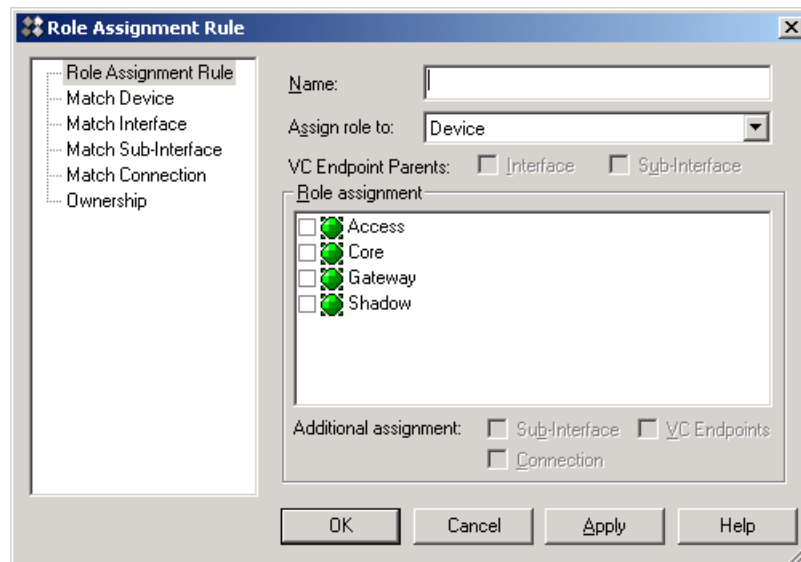 Role Assignment Rule
Role Assignment Rule
Match Device
Match Interface
Match Sub-Interface
Match Connection
Ownership
Name:
Assign role to: Device
VC Endpoint Parents: Interface Sub-Interface
Role assignment
Access
Core
Gateway
Shadow
Additional assignment: Sub-Interface VC Endpoints
Connection
OK Cancel Apply Help